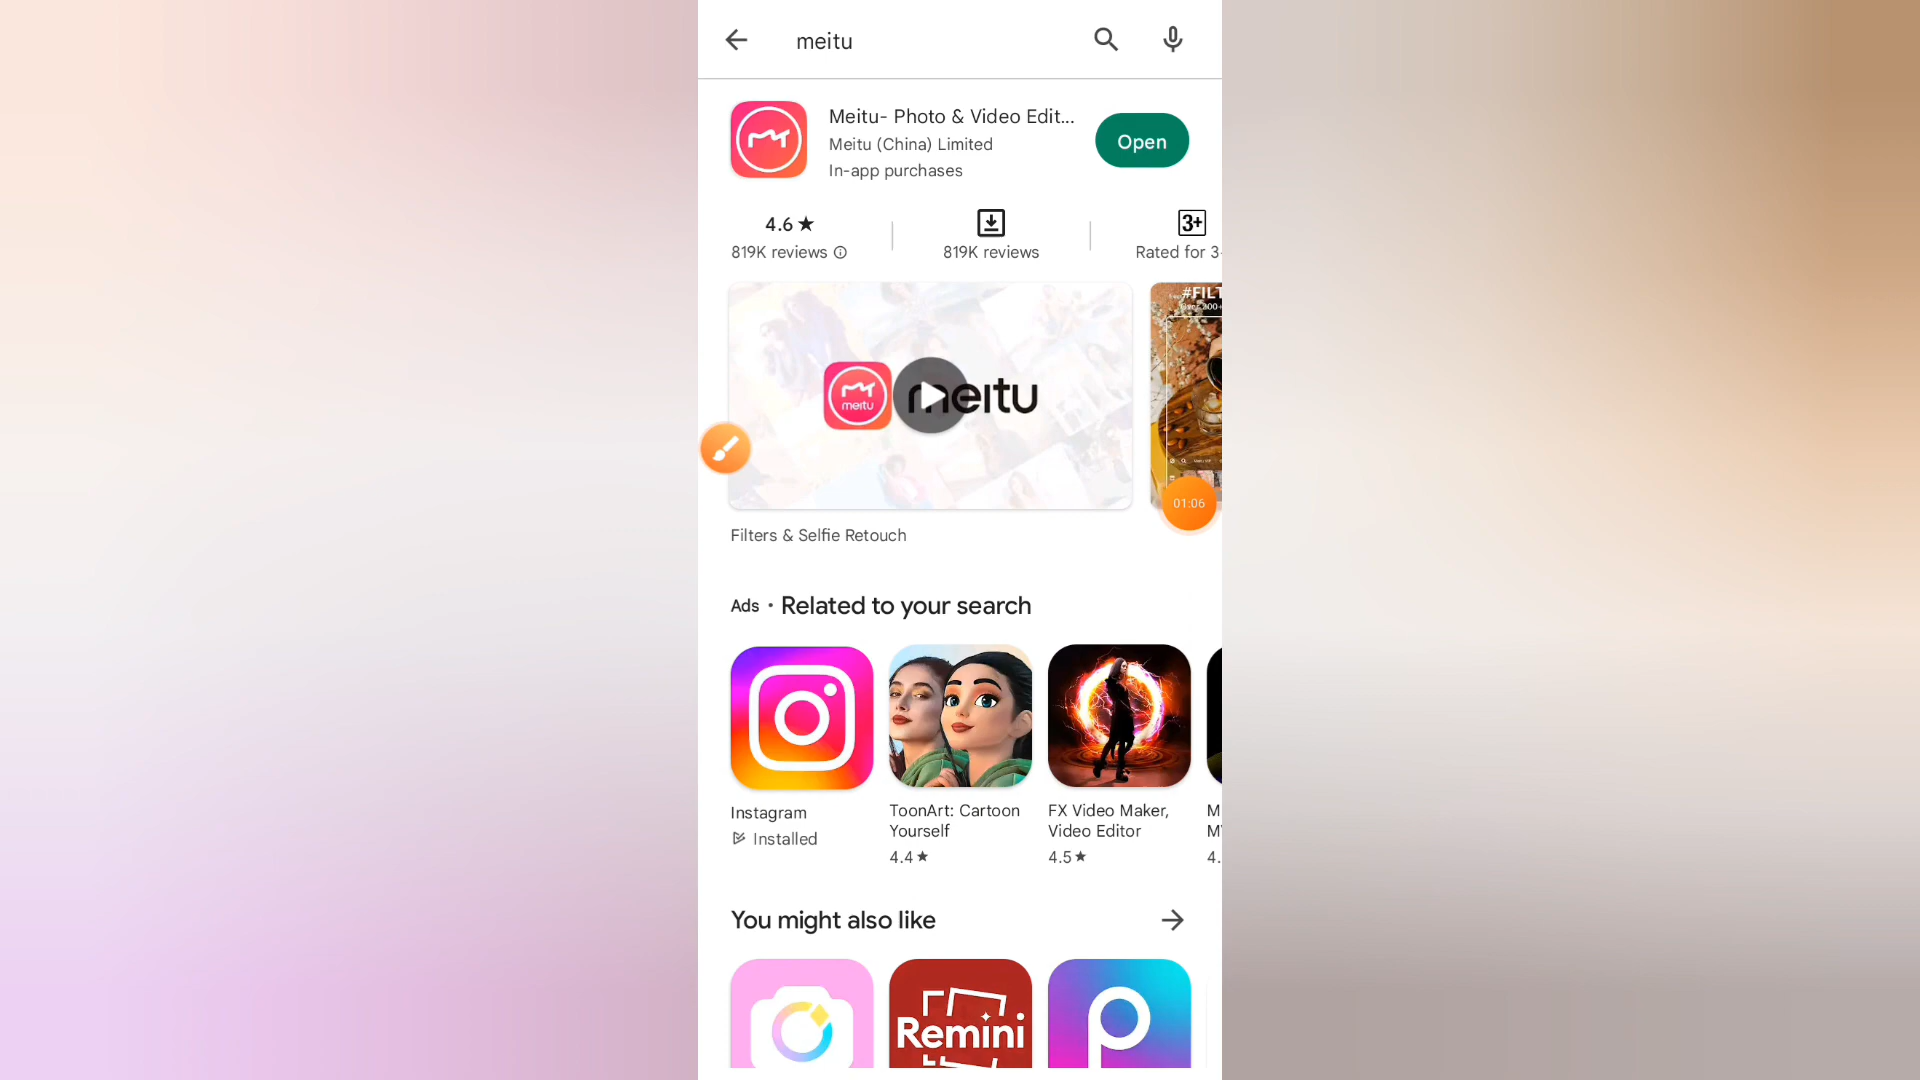 meitu
Meitu- Photo & Video Edit...
Meitu (China) Limited
In-app purchases
Open
4.6★
819K reviews
819K reviews
3+
Rated for 3
#FILT
meitu
meitu
01:06
Filters & Selfie Retouch
Ads • Related to your search
Instagram
Installed
ToonArt: Cartoon
Yourself
4.4★
FX Video Maker,
Video Editor
4.5★
M
4.
You might also like
Remini